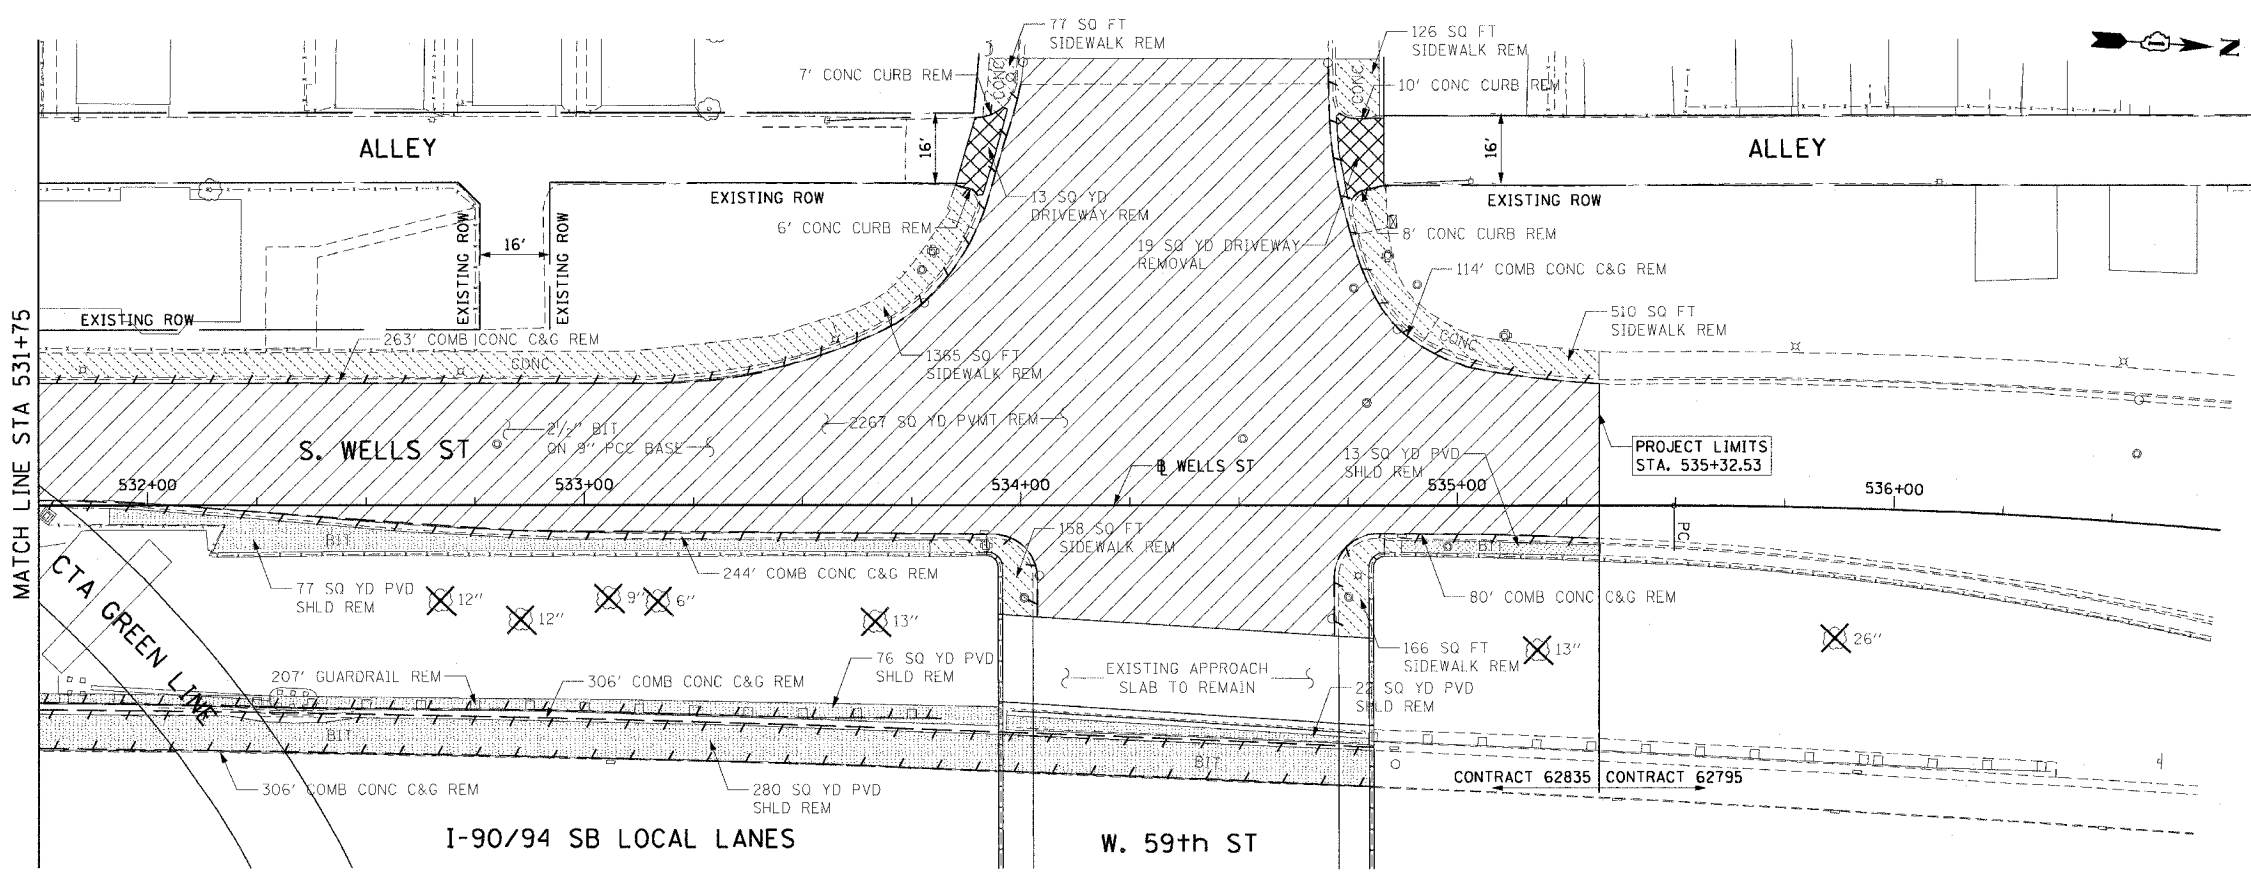 77 SQ FT
SIDEWALK REM
126 SQ FT
SIDEWALK REM
N
7' CONC CURB REM
CONC
CONC
10' CONC CURB REM
ALLEY
16'
16'
ALLEY
EXISTING ROW
13 SQ YD
DRIVEWAY REM
EXISTING ROW
6' CONC CURB REM
8' CONC CURB REM
19 SQ YD DRIVEWAY
REMOVAL
EXISTING ROW
16'
EXISTING ROW
114' COMB CONC C&G REM
EXISTING ROW
510 SQ FT
SIDEWALK REM
263' COMB CONC C&G REM
CONC
CONC
1365 SQ FT
SIDEWALK REM
MATCH LINE STA 531+75
2267 SQ YD PVMT REM
2½" BIT
ON 9" PCC BASE
S. WELLS ST
PROJECT LIMITS
STA. 535+32.53
13 SQ YD PVD
SHLD REM
℄ WELLS ST
532+00
533+00
534+00
535+00
536+00
PC
158 SQ FT
SIDEWALK REM
BIT
BIT
244' COMB CONC C&G REM
77 SQ YD PVD
SHLD REM
CTA GREEN LINE
12"
12"
9"
6"
13"
80' COMB CONC C&G REM
13"
26"
166 SQ FT
SIDEWALK REM
76 SQ YD PVD
SHLD REM
EXISTING APPROACH
SLAB TO REMAIN
207' GUARDRAIL REM
306' COMB CONC C&G REM
22 SQ YD PVD
SHLD REM
BIT
BIT
CONTRACT 62835
CONTRACT 62795
306' COMB CONC C&G REM
280 SQ YD PVD
SHLD REM
I-90/94 SB LOCAL LANES
W. 59th ST